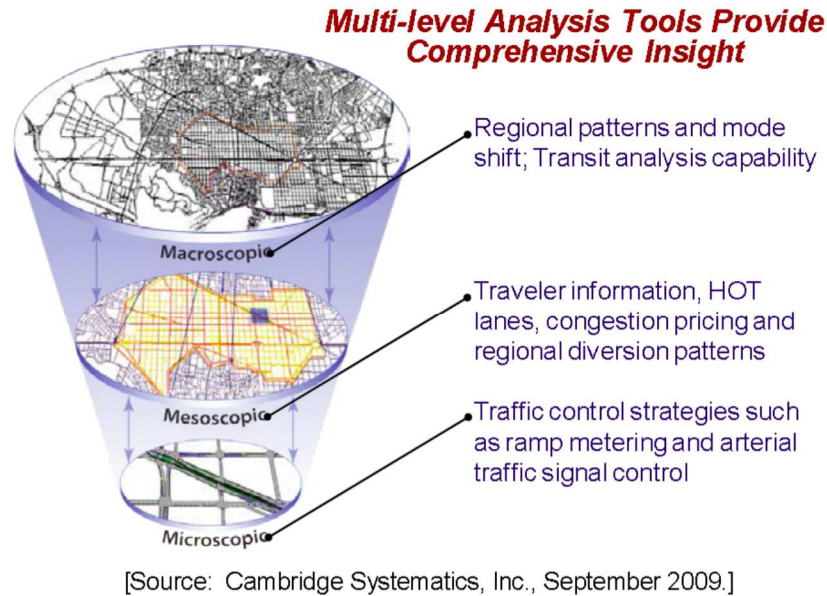 Multi-level Analysis Tools Provide
Comprehensive Insight
Regional patterns and mode
shift; Transit analysis capability
Macroscopic
Traveler information, HOT
lanes, congestion pricing and
regional diversion patterns
Mesoscopic
Traffic control strategies such
as ramp metering and arterial
traffic signal control
Microscopic
[Source: Cambridge Systematics, Inc., September 2009.]